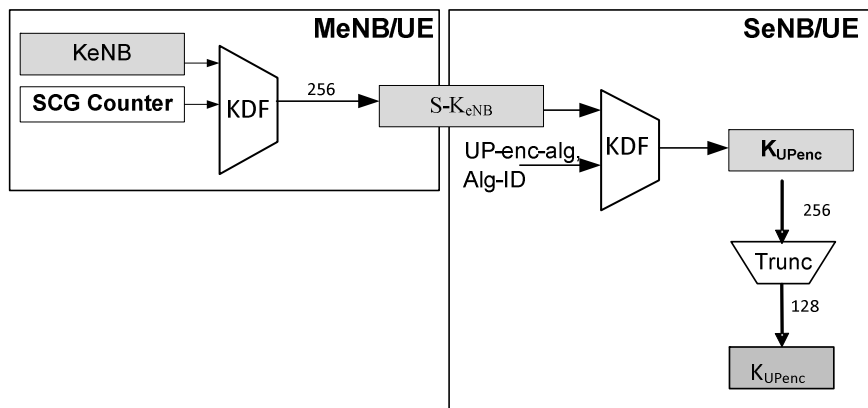 MeNB/UE
KeNB
SCG Counter
KDF
256
S-KeNB
SeNB/UE
UP-enc-alg,
Alg-ID
KDF
KUPenc
256
Trunc
128
KUPenc